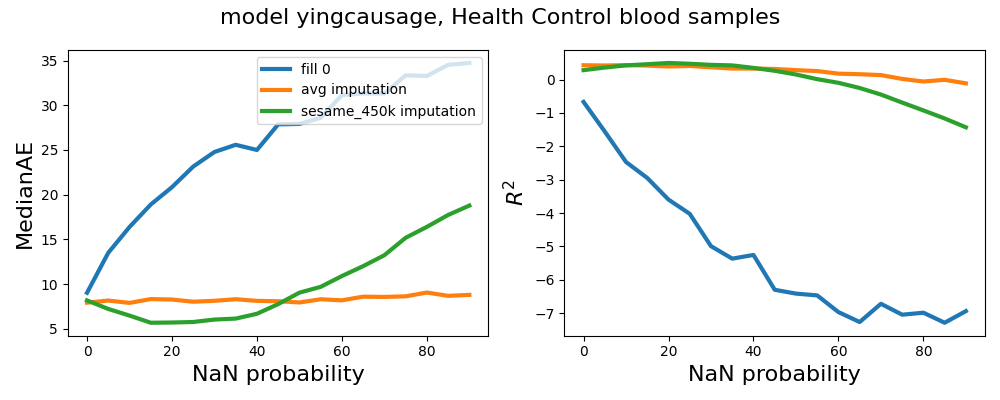 model yingcausage, Health Control blood samples
MedianAE
35
30
25
20
15
10
5
fill 0
avg imputation
sesame_450k imputation
0 20 40 60 80
NaN probability
R²
0
−1
−2
−3
−4
−5
−6
−7
0 20 40 60 80
NaN probability